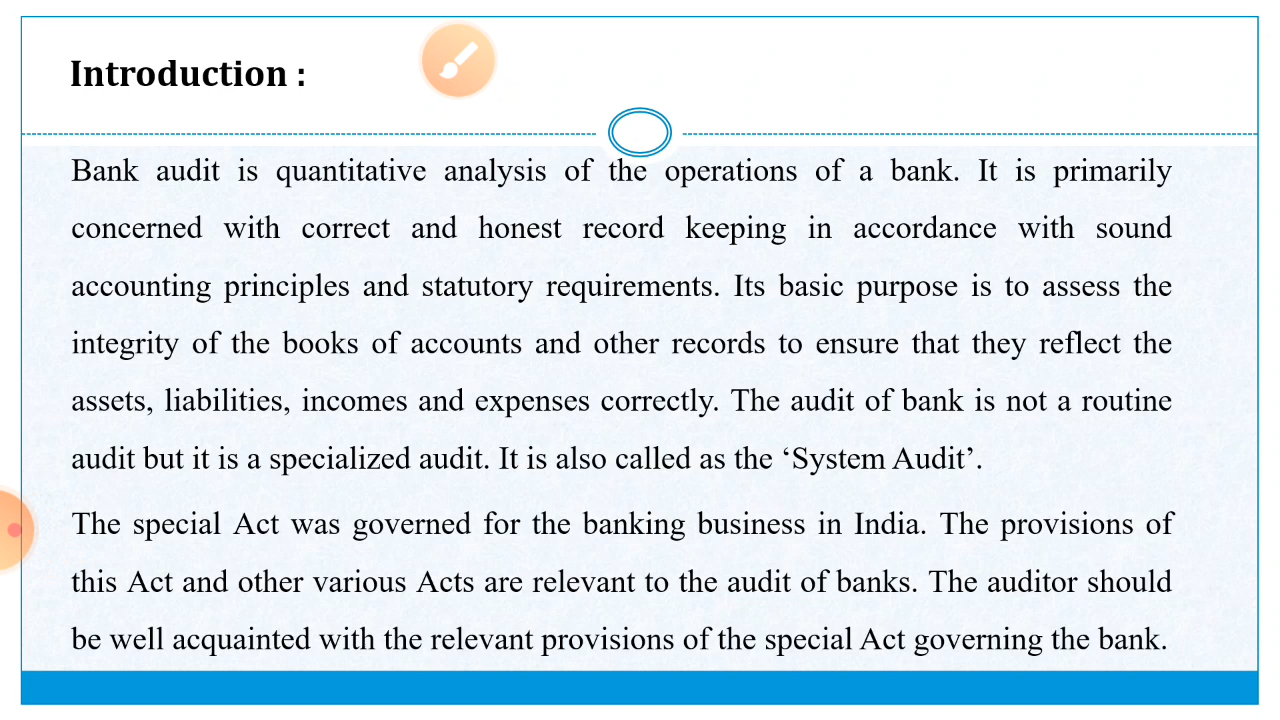 Introduction :
Bank audit is quantitative analysis of the operations of a bank. It is primarily
concerned with correct and honest record keeping in accordance with sound
accounting principles and statutory requirements. Its basic purpose is to assess the
integrity of the books of accounts and other records to ensure that they reflect the
assets, liabilities, incomes and expenses correctly. The audit of bank is not a routine
audit but it is a specialized audit. It is also called as the ‘System Audit’.
The special Act was governed for the banking business in India. The provisions of
this Act and other various Acts are relevant to the audit of banks. The auditor should
be well acquainted with the relevant provisions of the special Act governing the bank.